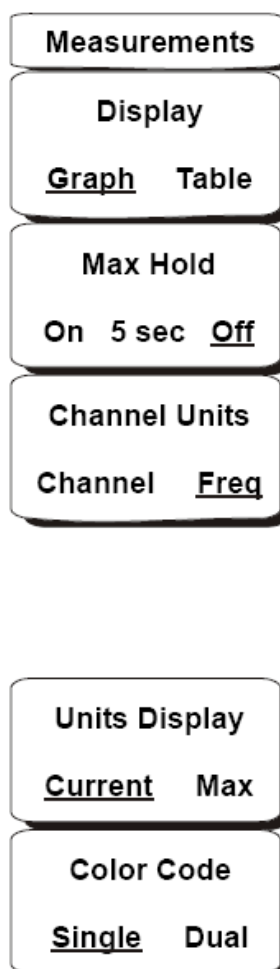 Measurements
Display
Graph Table
Max Hold
On 5 sec Off
Channel Units
Channel Freq
Units Display
Current Max
Color Code
Single Dual